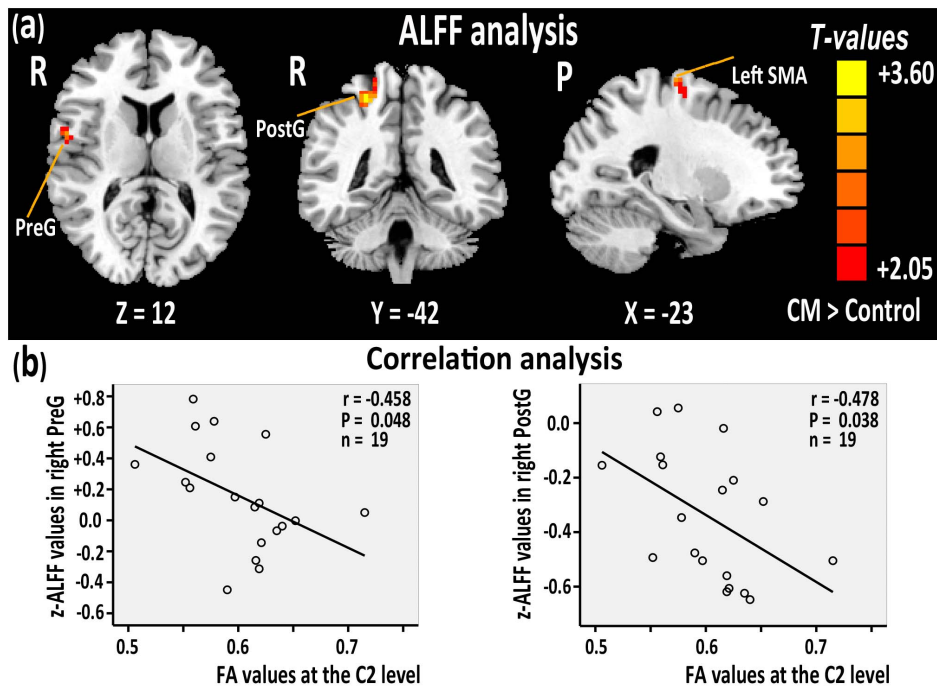 (a)
ALFF analysis
R
R
P
T-values
Left SMA
+3.60
PostG
PreG
+2.05
Z = 12
Y = -42
X = -23
CM > Control
(b)
Correlation analysis
z-ALFF values in right PreG
+0.8
+0.6
+0.4
+0.2
0.0
-0.2
-0.4
-0.6
r = -0.458
P = 0.048
n = 19
0.5
0.6
0.7
FA values at the C2 level
z-ALFF values in right PostG
0.0
-0.2
-0.4
-0.6
r = -0.478
P = 0.038
n = 19
0.5
0.6
0.7
FA values at the C2 level